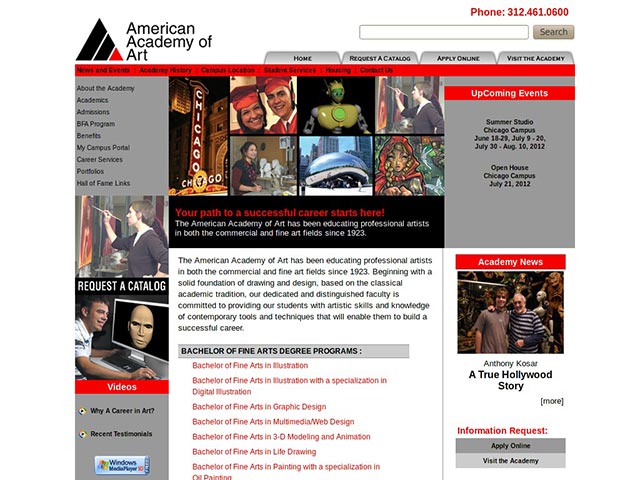 Phone: 312.461.0600
American
Academy of
Art
Search
HOME
REQUEST A CATALOG
APPLY ONLINE
VISIT THE ACADEMY
News and Events : Academy History : Campus Location : Student Services : Housing : Contact Us
About the Academy
Academics
Admissions
BFA Program
Benefits
My Campus Portal
Career Services
Portfolios
Hall of Fame Links
CHICAGO
CHICAGO
UpComing Events
Summer Studio
Chicago Campus
June 18-29, July 9 - 20,
July 30 - Aug. 10, 2012
Open House
Chicago Campus
July 21, 2012
Your path to a successful career starts here!
The American Academy of Art has been educating professional artists
in both the commercial and fine art fields since 1923.
REQUEST A CATALOG
Videos
Why A Career in Art?
Recent Testimonials
Windows
MediaPlayer
The American Academy of Art has been educating professional artists
in both the commercial and fine art fields since 1923. Beginning with a
solid foundation of drawing and design, based on the classical
academic tradition, our dedicated and distinguished faculty is
committed to providing our students with artistic skills and knowledge
of contemporary tools and techniques that will enable them to build a
successful career.
BACHELOR OF FINE ARTS DEGREE PROGRAMS :
Bachelor of Fine Arts in Illustration
Bachelor of Fine Arts in Illustration with a specialization in
Digital Illustration
Bachelor of Fine Arts in Graphic Design
Bachelor of Fine Arts in Multimedia/Web Design
Bachelor of Fine Arts in 3-D Modeling and Animation
Bachelor of Fine Arts in Life Drawing
Bachelor of Fine Arts in Painting with a specialization in
Oil Painting
Academy News
Anthony Kosar
A True Hollywood
Story
[more]
Information Request:
Apply Online
Visit the Academy